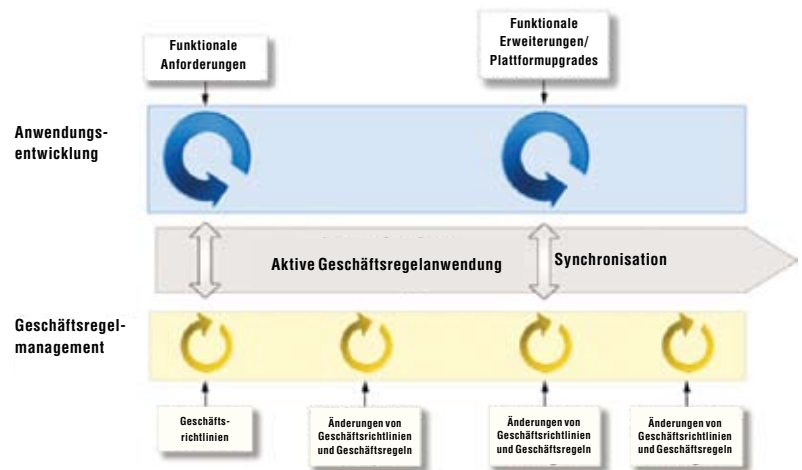 Funktionale
Anforderungen
Funktionale
Erweiterungen/
Plattformupgrades
Anwendungs-
entwicklung
Aktive Geschäftsregelanwendung
Synchronisation
Geschäftsregel-
management
Geschäfts-
richtlinien
Änderungen von
Geschäftsrichtlinien
und Geschäftsregeln
Änderungen von
Geschäftsrichtlinien
und Geschäftsregeln
Änderungen von
Geschäftsrichtlinien
und Geschäftsregeln